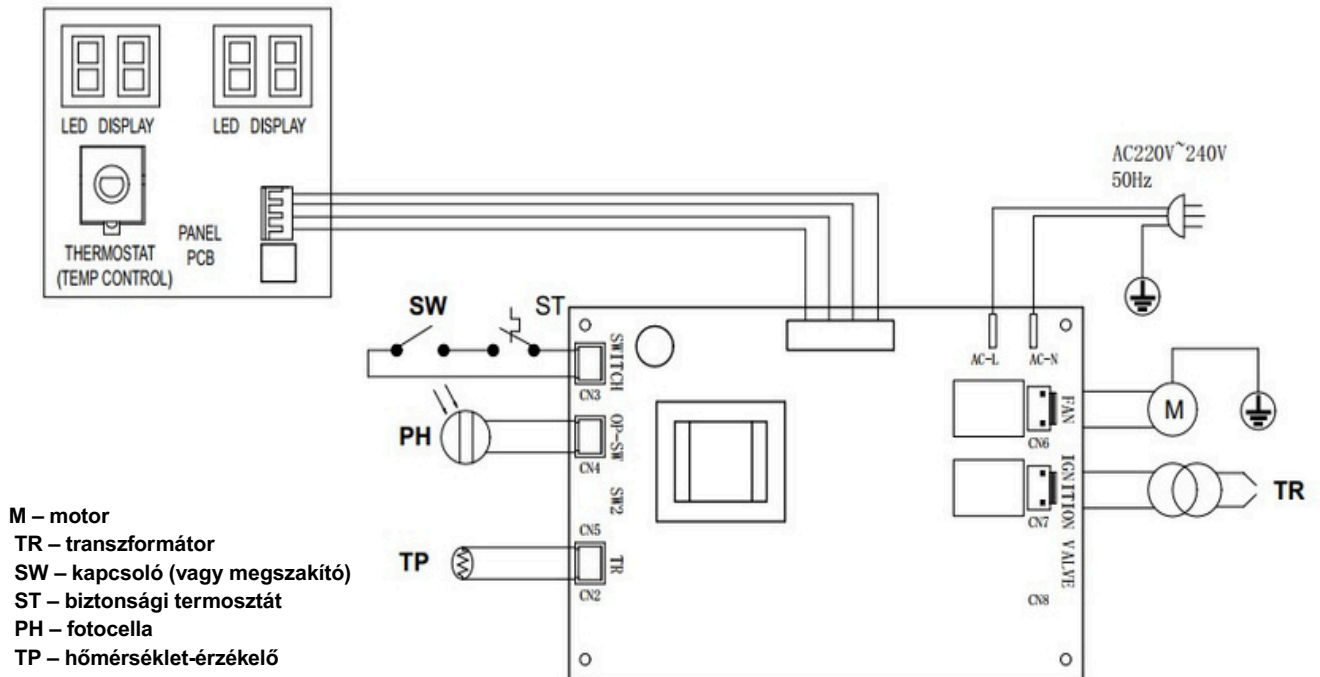 LED DISPLAY
LED DISPLAY
THERMOSTAT
(TEMP CONTROL)
PANEL
PCB
AC220V~240V
50Hz
SW
ST
SWITCH
CN3
AC-L
AC-N
FAN
CN6
M
PH
OP-SW
CN4
SW2
CN5
IGNITION
CN7
TR
TP
TR
CN2
VALVE
CN8
M – motor
TR – transzformátor
SW – kapcsoló (vagy megszakító)
ST – biztonsági termosztát
PH – fotocella
TP – hőmérséklet-érzékelő